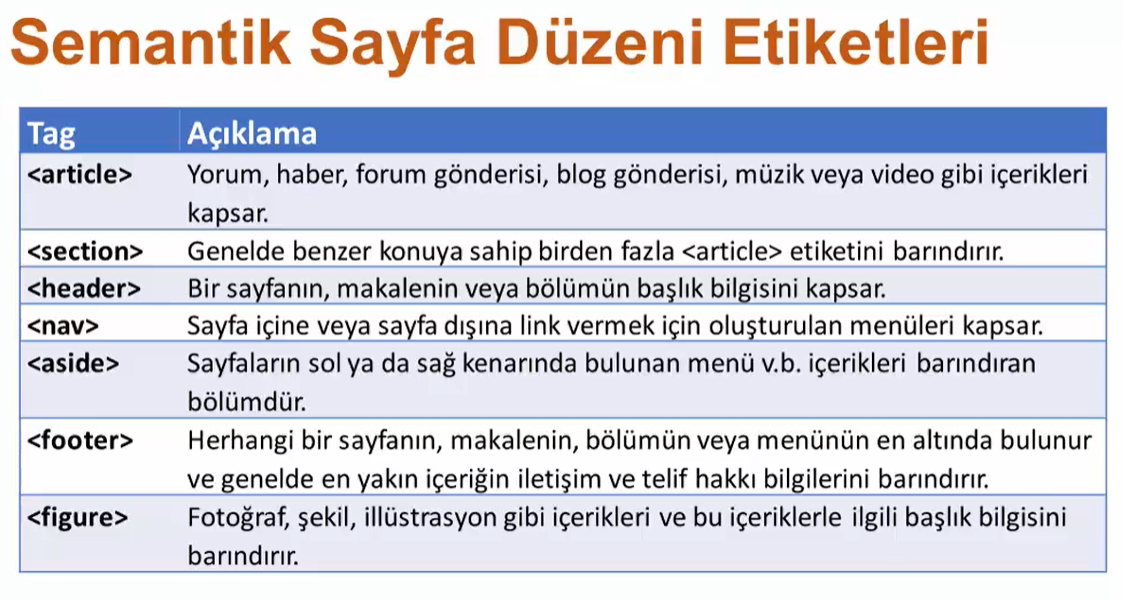 Semantik Sayfa Düzeni Etiketleri
Tag Açıklama
<article> Yorum, haber, forum gönderisi, blog gönderisi, müzik veya video gibi içerikleri
kapsar.
<section> Genelde benzer konuya sahip birden fazla <article> etiketini barındırır.
<header> Bir sayfanın, makalenin veya bölümün başlık bilgisini kapsar.
<nav> Sayfa içine veya sayfa dışına link vermek için oluşturulan menüleri kapsar.
<aside> Sayfaların sol ya da sağ kenarında bulunan menü v.b. içerikleri barındıran
bölümdür.
<footer> Herhangi bir sayfanın, makalenin, bölümün veya menünün en altında bulunur
ve genelde en yakın içeriğin iletişim ve telif hakkı bilgilerini barındırır.
<figure> Fotoğraf, şekil, illüstrasyon gibi içerikleri ve bu içeriklerle ilgili başlık bilgisini
barındırır.